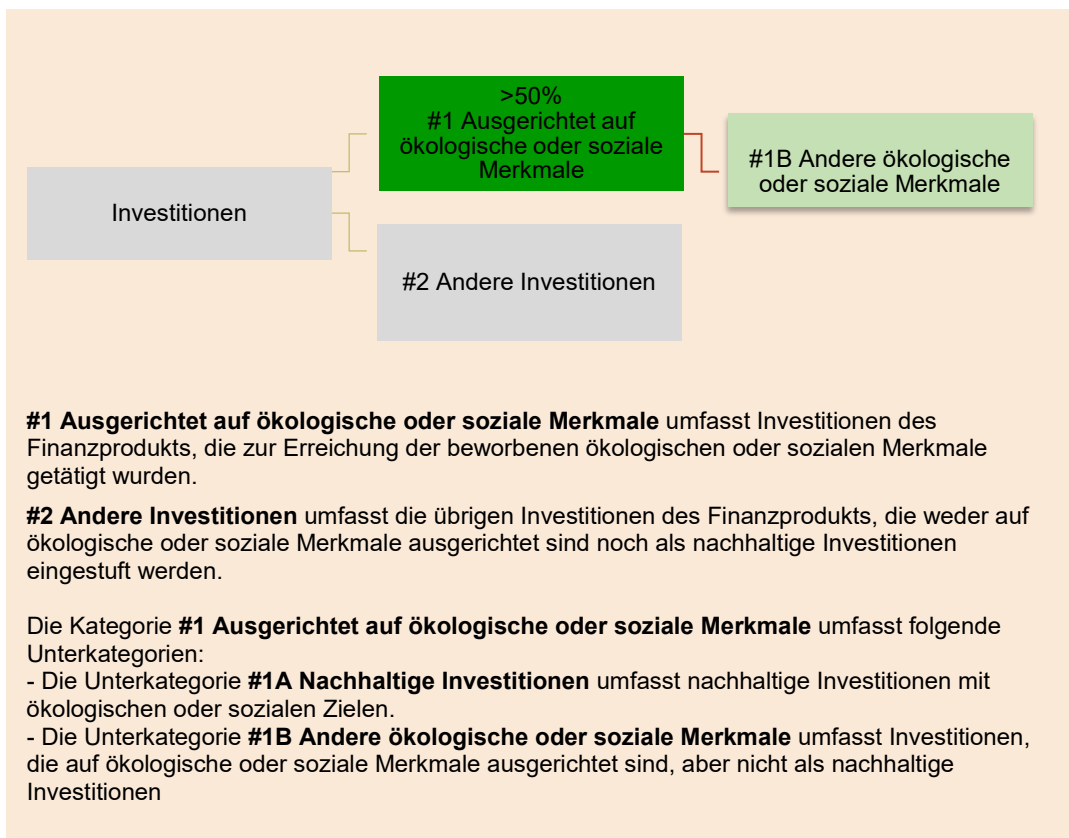 >50%
#1 Ausgerichtet auf
ökologische oder soziale
Merkmale
#1B Andere ökologische
oder soziale Merkmale
Investitionen
#2 Andere Investitionen
#1 Ausgerichtet auf ökologische oder soziale Merkmale umfasst Investitionen des
Finanzprodukts, die zur Erreichung der beworbenen ökologischen oder sozialen Merkmale
getätigt wurden.
#2 Andere Investitionen umfasst die übrigen Investitionen des Finanzprodukts, die weder auf
ökologische oder soziale Merkmale ausgerichtet sind noch als nachhaltige Investitionen
eingestuft werden.
Die Kategorie #1 Ausgerichtet auf ökologische oder soziale Merkmale umfasst folgende
Unterkategorien:
- Die Unterkategorie #1A Nachhaltige Investitionen umfasst nachhaltige Investitionen mit
ökologischen oder sozialen Zielen.
- Die Unterkategorie #1B Andere ökologische oder soziale Merkmale umfasst Investitionen,
die auf ökologische oder soziale Merkmale ausgerichtet sind, aber nicht als nachhaltige
Investitionen